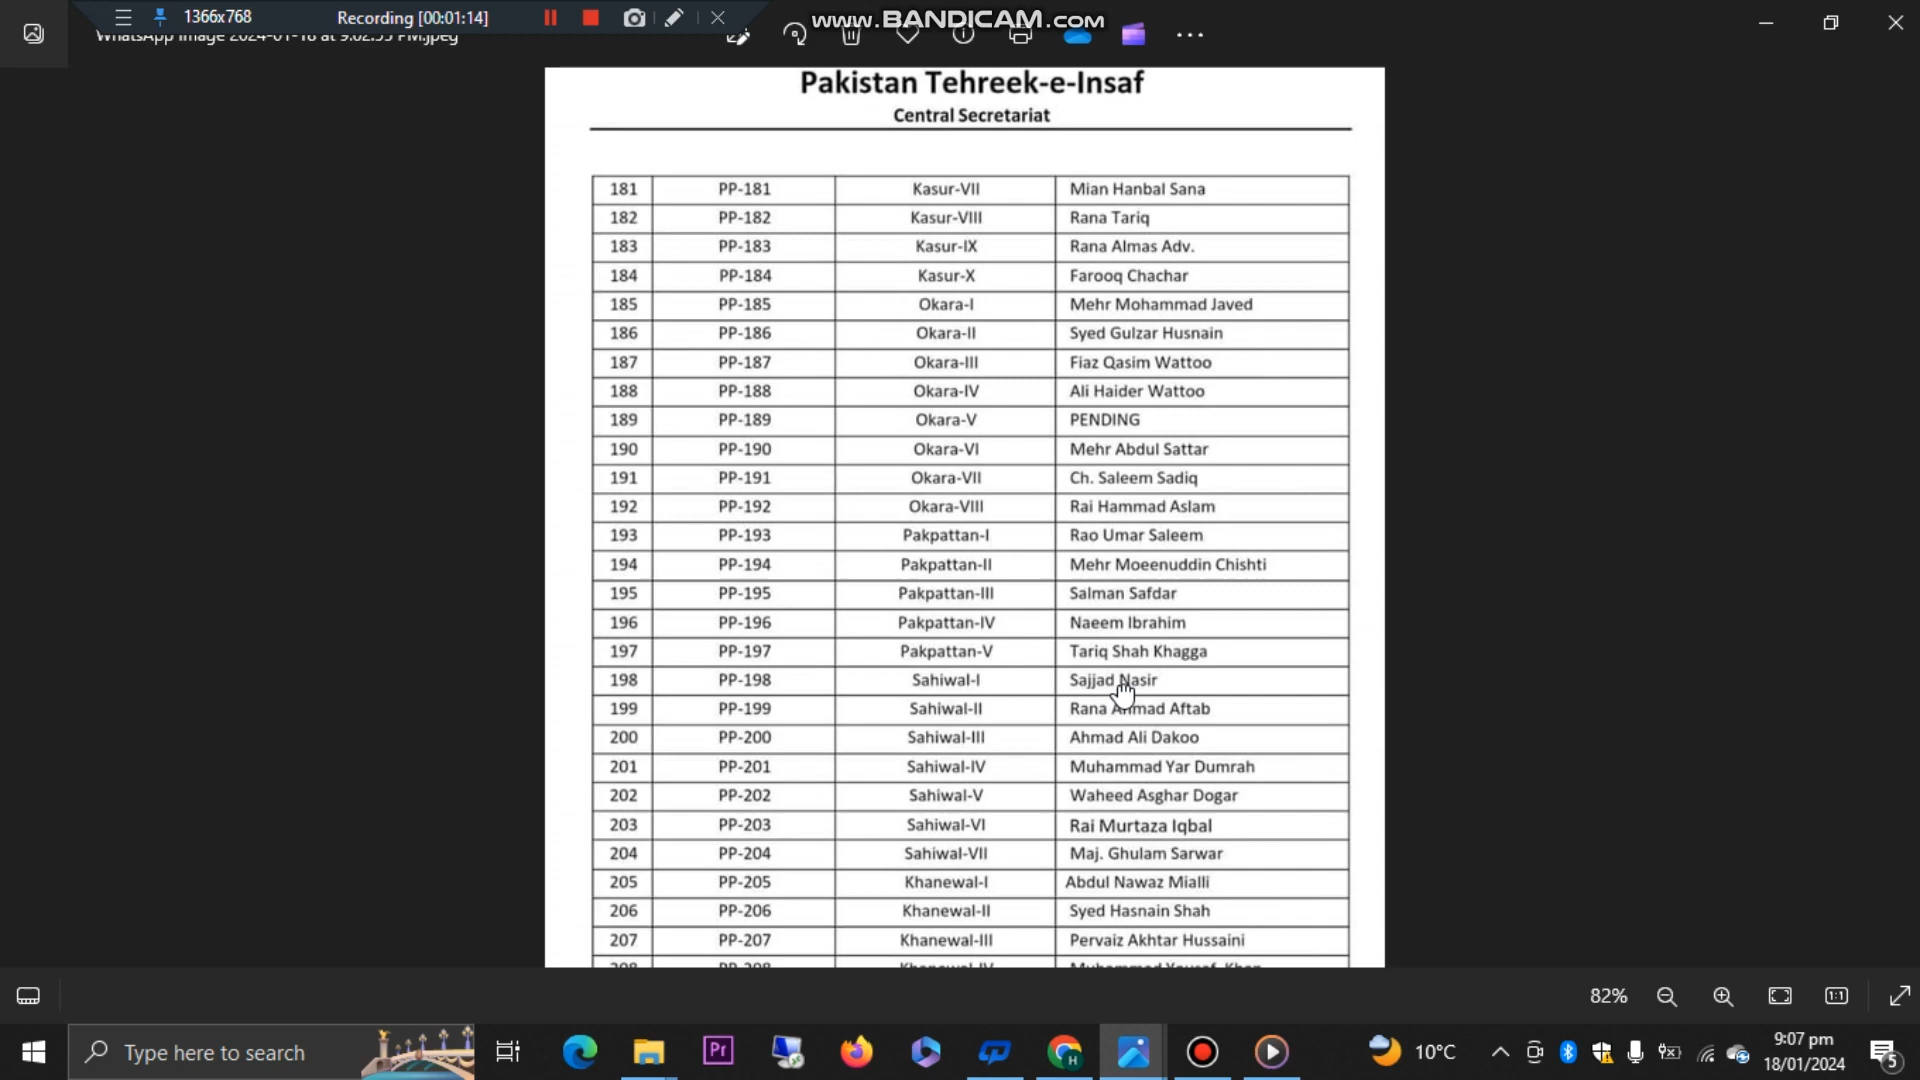 1366x768
Recording [00:01:14]
www.BANDICAM.com
WhatsApp Image 2024-01-18 at 9.02.55 PM.jpeg
Pakistan Tehreek-e-Insaf
Central Secretariat
181 PP-181 Kasur-VII Mian Hanbal Sana
182 PP-182 Kasur-VIII Rana Tariq
183 PP-183 Kasur-IX Rana Almas Adv.
184 PP-184 Kasur-X Farooq Chachar
185 PP-185 Okara-I Mehr Mohammad Javed
186 PP-186 Okara-II Syed Gulzar Husnain
187 PP-187 Okara-III Fiaz Qasim Wattoo
188 PP-188 Okara-IV Ali Haider Wattoo
189 PP-189 Okara-V PENDING
190 PP-190 Okara-VI Mehr Abdul Sattar
191 PP-191 Okara-VII Ch. Saleem Sadiq
192 PP-192 Okara-VIII Rai Hammad Aslam
193 PP-193 Pakpattan-I Rao Umar Saleem
194 PP-194 Pakpattan-II Mehr Moeenuddin Chishti
195 PP-195 Pakpattan-III Salman Safdar
196 PP-196 Pakpattan-IV Naeem Ibrahim
197 PP-197 Pakpattan-V Tariq Shah Khagga
198 PP-198 Sahiwal-I Sajjad Nasir
199 PP-199 Sahiwal-II Rana Ahmad Aftab
200 PP-200 Sahiwal-III Ahmad Ali Dakoo
201 PP-201 Sahiwal-IV Muhammad Yar Dumrah
202 PP-202 Sahiwal-V Waheed Asghar Dogar
203 PP-203 Sahiwal-VI Rai Murtaza Iqbal
204 PP-204 Sahiwal-VII Maj. Ghulam Sarwar
205 PP-205 Khanewal-I Abdul Nawaz Mialli
206 PP-206 Khanewal-II Syed Hasnain Shah
207 PP-207 Khanewal-III Pervaiz Akhtar Hussaini
208 PP-208 Khanewal-IV Muhammad Yousaf Khan
82%
1:1
Type here to search
Pr
10°C
9:07 pm
18/01/2024
5